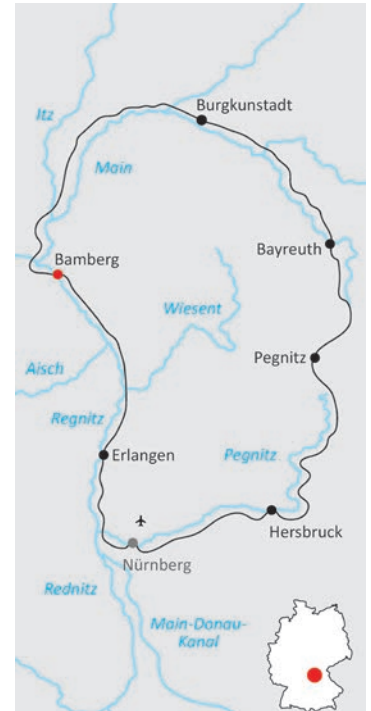 Burgkunstadt
Itz
Main
Bayreuth
Bamberg
Wiesent
Pegnitz
Aisch
Regnitz
Erlangen
Pegnitz
Hersbruck
Nürnberg
Rednitz
Main-Donau-
Kanal